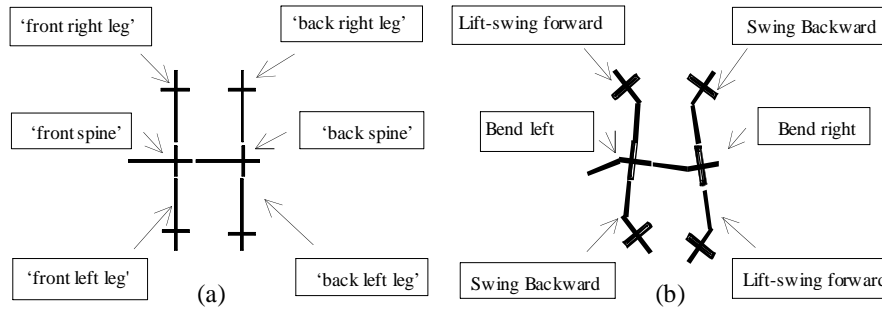 ‘front right leg’
‘back right leg’
‘front spine’
‘back spine’
‘front left leg'
‘back left leg’
(a)
Lift-swing forward
Swing Backward
Bend left
Bend right
Swing Backward
Lift-swing forward
(b)